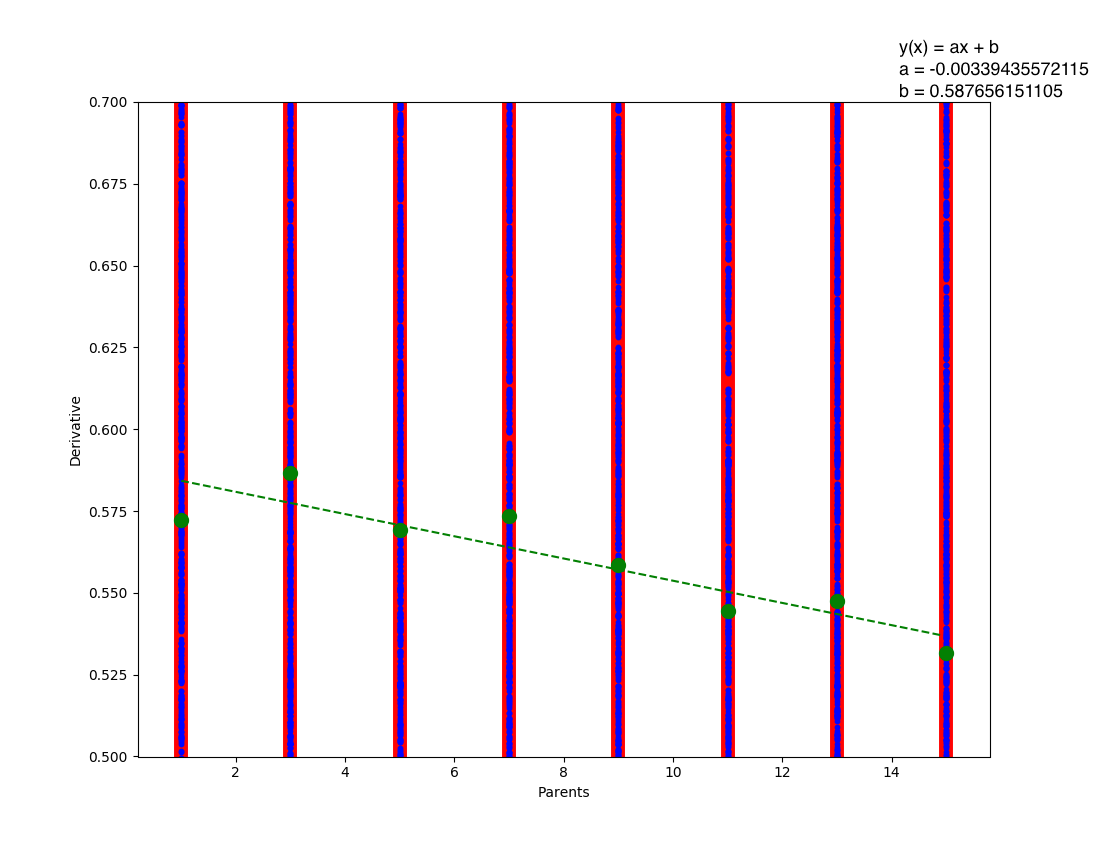 y(x) = ax + b
a = -0.00339435572115
b = 0.587656151105
0.700
0.675
0.650
0.625
0.600
0.575
0.550
0.525
0.500
Derivative
2 4 6 8 10 12 14
Parents